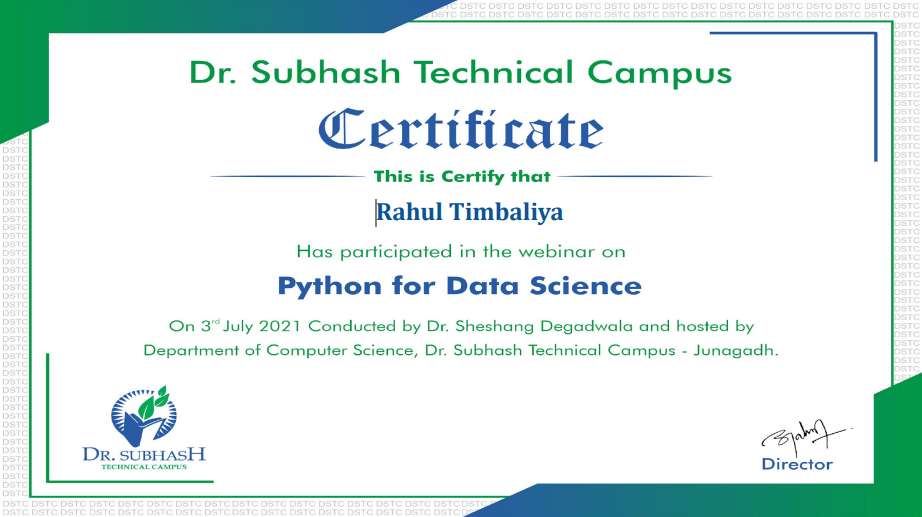 Dr. Subhash Technical Campus
Certificate
This is Certify that
Rahul Timbaliya
Has participated in the webinar on
Python for Data Science
On 3rd July 2021 Conducted by Dr. Sheshang Degadwala and hosted by
Department of Computer Science, Dr. Subhash Technical Campus - Junagadh.
DR. SUBHASH
TECHNICAL CAMPUS
Director